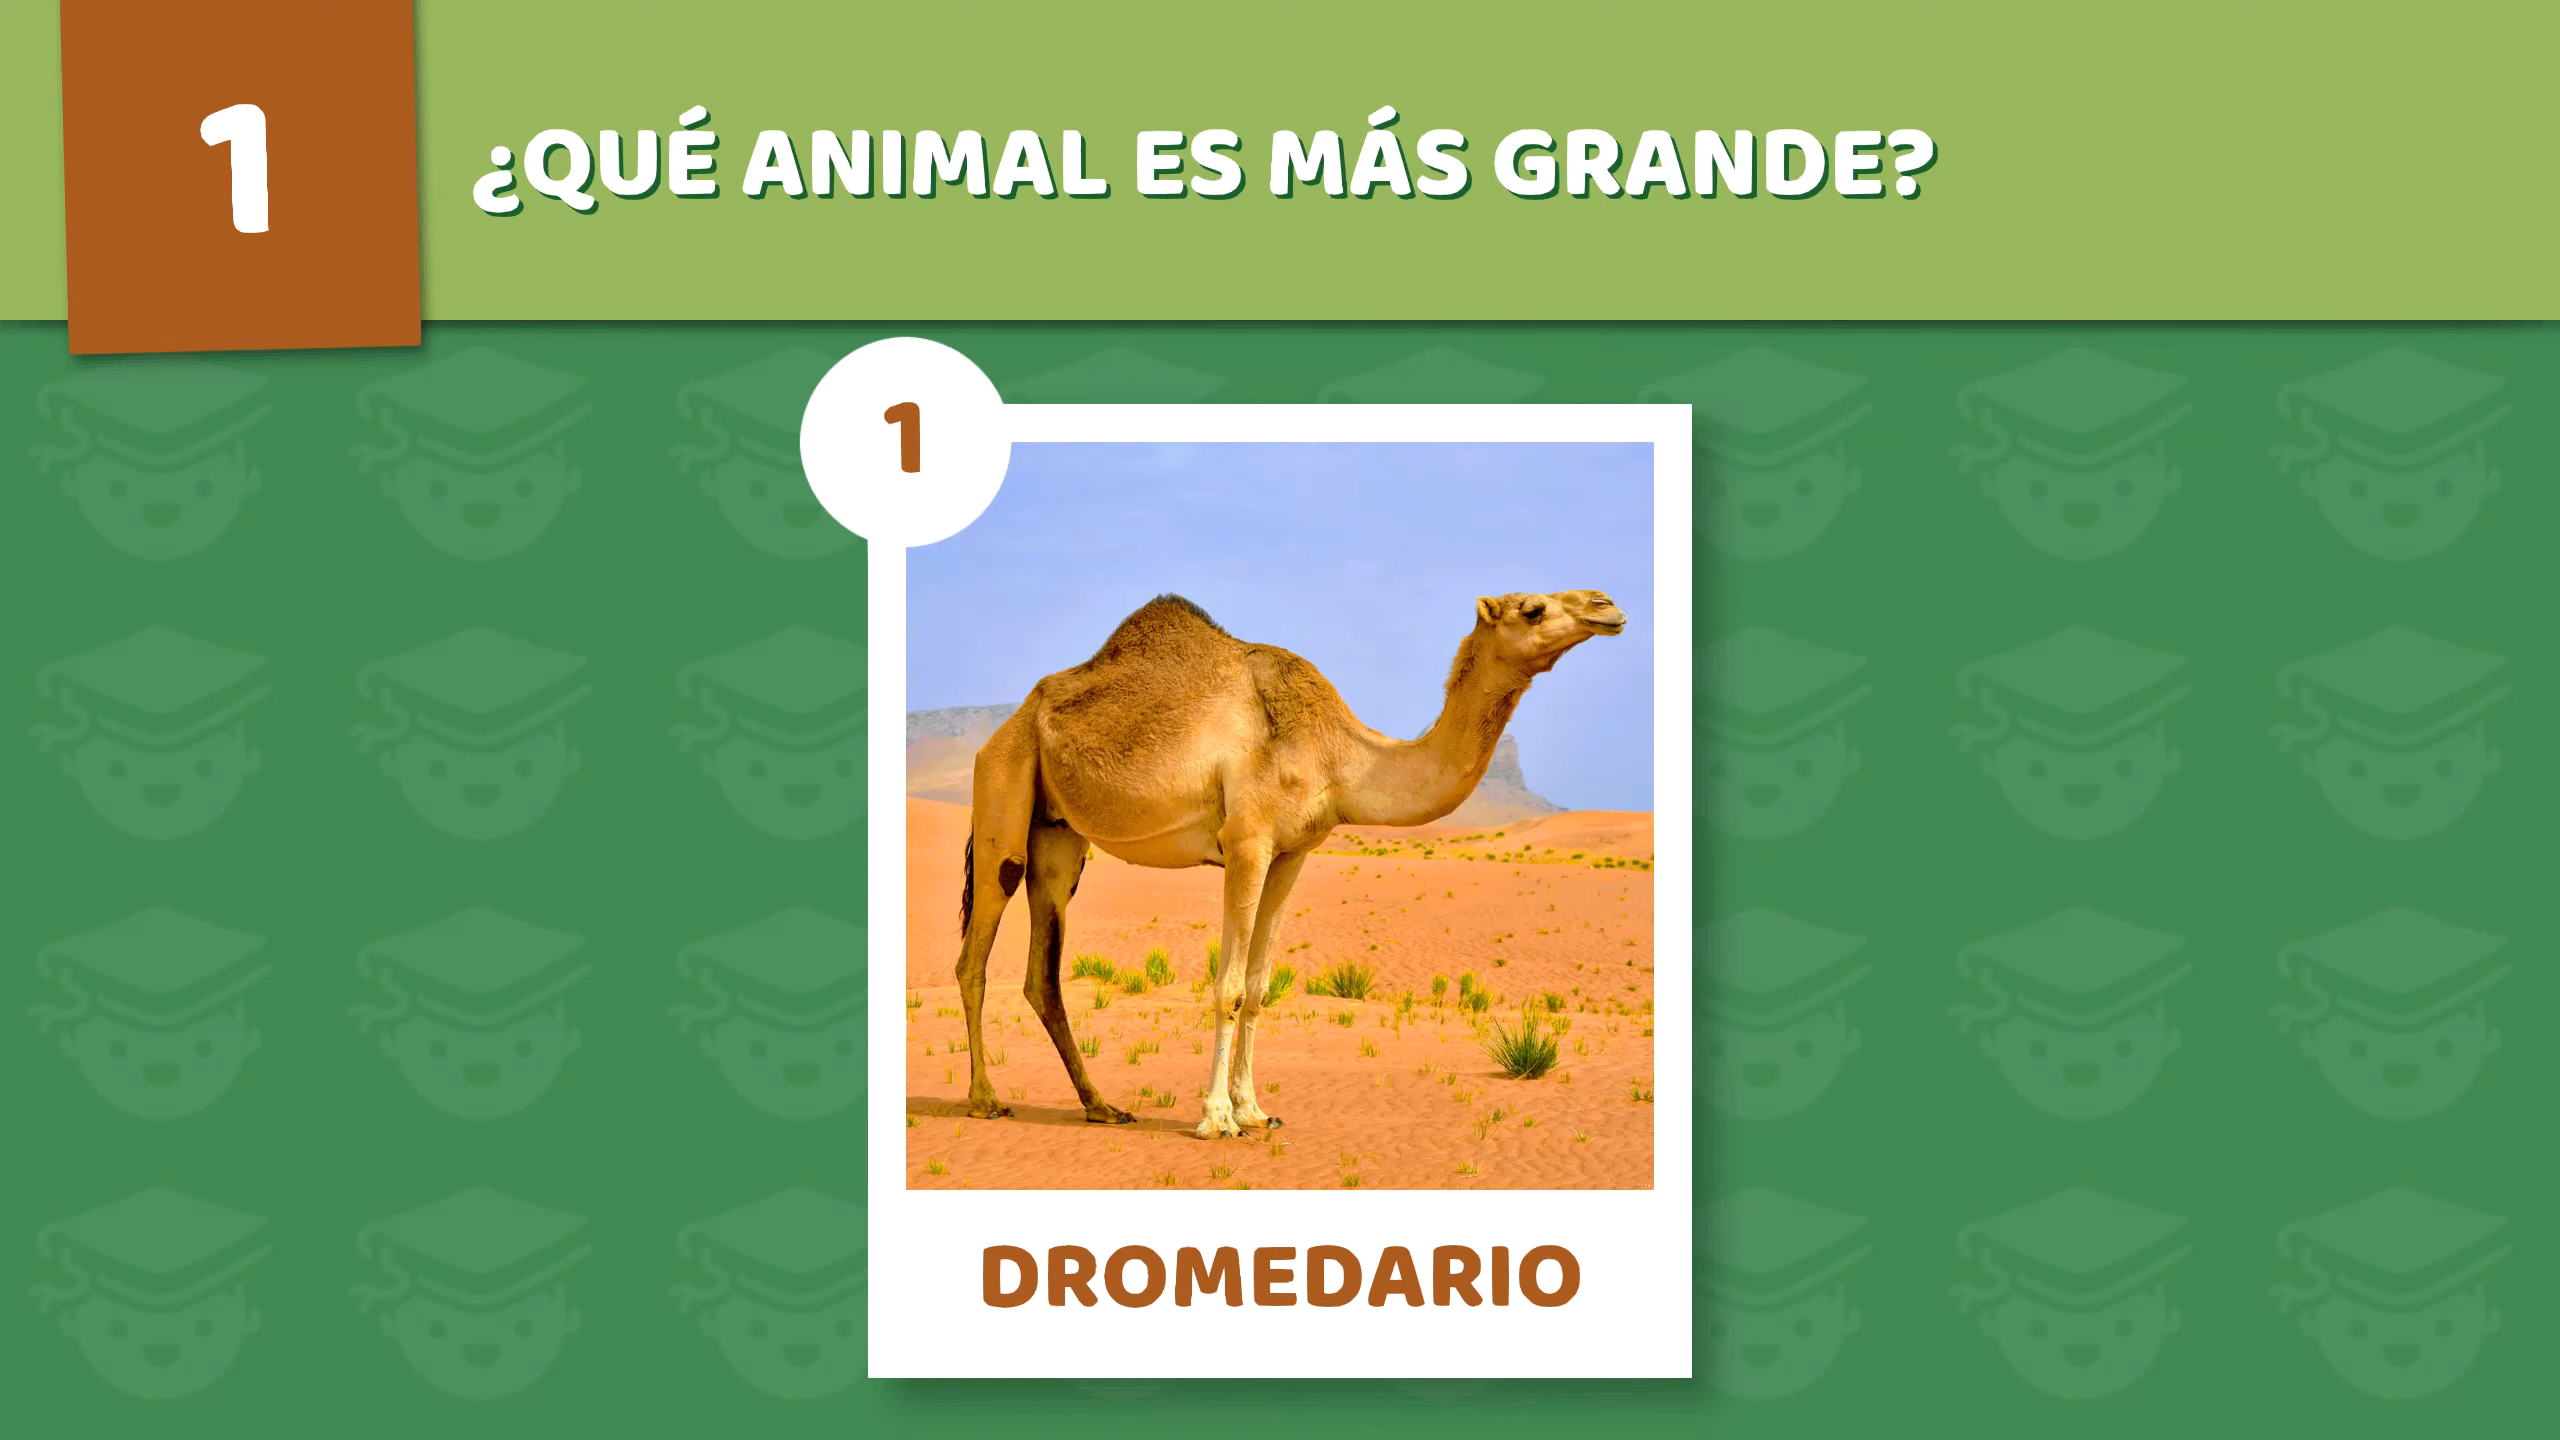 1
¿QUÉ ANIMAL ES MÁS GRANDE?
1
DROMEDARIO